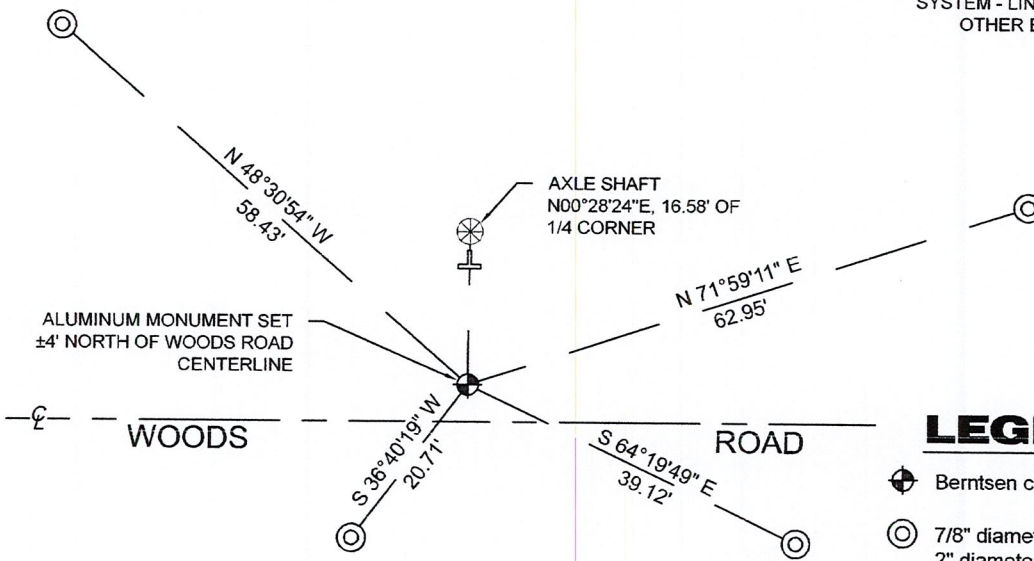 SYSTEM - LIN
OTHER E
N 48°30'54" W
58.43'
AXLE SHAFT
N00°28'24"E, 16.58' OF
1/4 CORNER
N 71°59'11" E
62.95'
ALUMINUM MONUMENT SET
±4' NORTH OF WOODS ROAD
CENTERLINE
℄
WOODS
ROAD
S 36°40'19" W
20.71'
S 64°19'49" E
39.12'
LEG
Berntsen c
7/8" diame
2" diamete